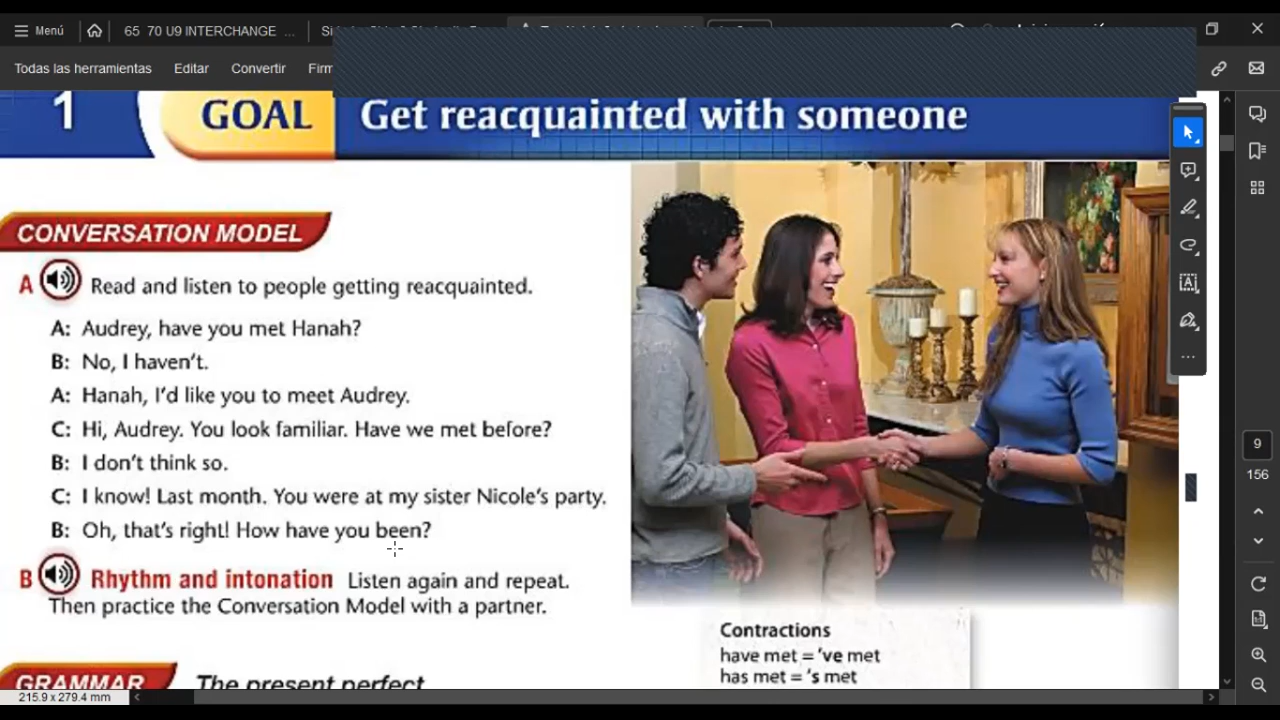 Menú
65 70 U9 INTERCHANGE ...
Todas las herramientas Editar Convertir
1 GOAL Get reacquainted with someone
CONVERSATION MODEL
A Read and listen to people getting reacquainted.
A: Audrey, have you met Hanah?
B: No, I haven't.
A: Hanah, I'd like you to meet Audrey.
C: Hi, Audrey. You look familiar. Have we met before?
B: I don't think so.
C: I know! Last month. You were at my sister Nicole's party.
B: Oh, that's right! How have you been?
B Rhythm and intonation Listen again and repeat.
Then practice the Conversation Model with a partner.
Contractions
have met = 've met
has met = 's met
GRAMMAR The present perfect
215.9 x 279.4 mm
9
156